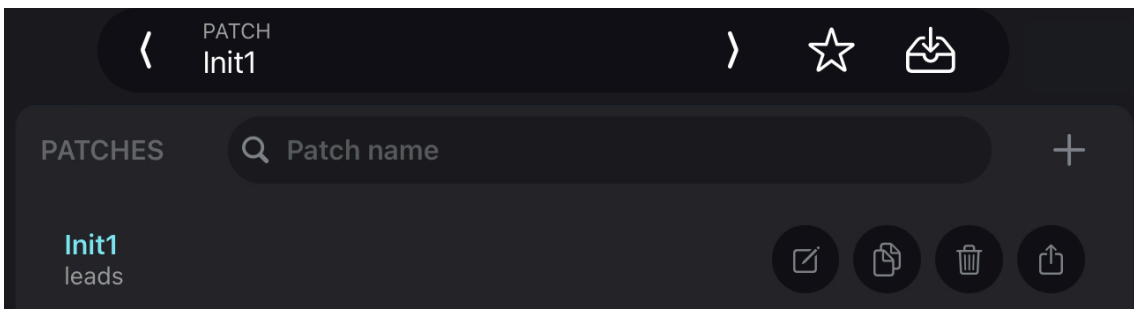 PATCH
Init1
PATCHES
Patch name
Init1
leads